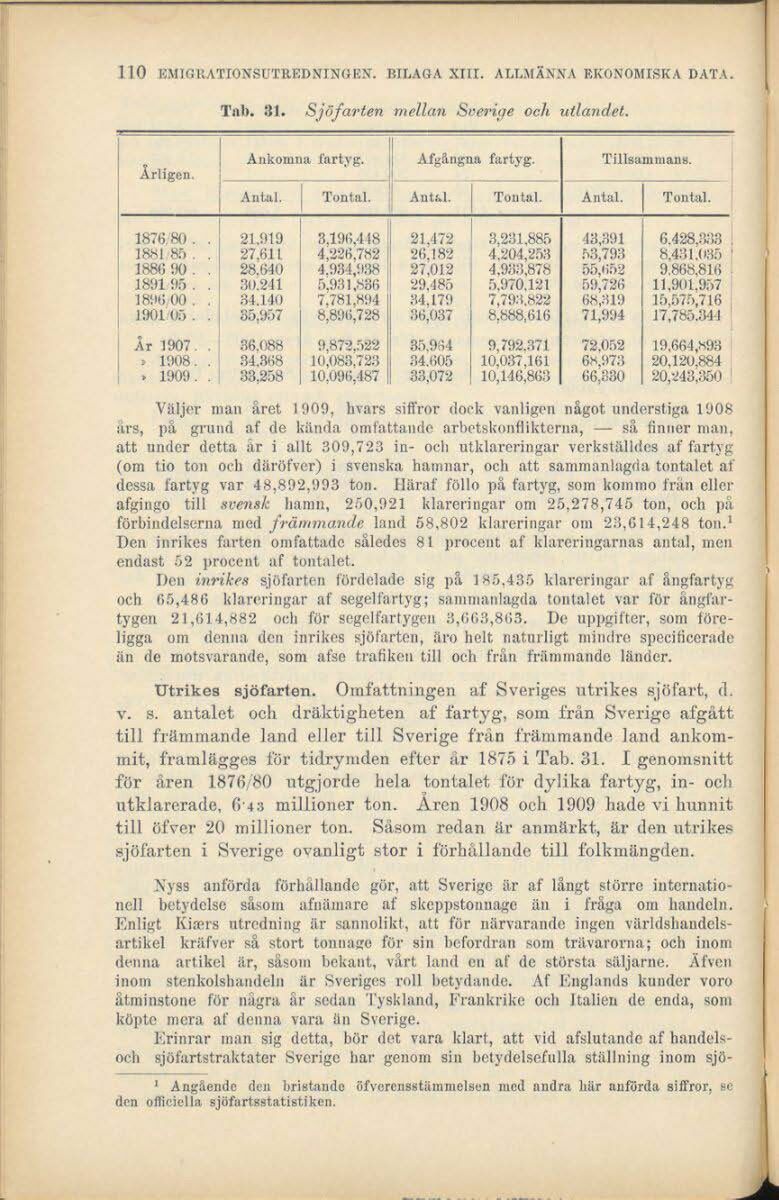 110 EMIGRATIONSUTREDNINGEN. BILAGA XIII. ALLMÄNNA EKONOMISKA DATA.
Tab. 31. Sjöfarten mellan Sverige och utlandet.
Årligen. Ankomna fartyg. Afgångna fartyg. Tillsammans.
Antal. Tontal. Antal. Tontal. Antal. Tontal.
1876/80 . . 21,919 3,196,448 21,472 3,231,885 43,391 6,428,333
1881/85 . . 27,611 4,226,782 26,182 4,204,253 53,793 8,431,035
1886/90 . . 28,640 4,934,938 27,012 4,933,878 55,652 9,868,816
1891/95 . . 30,241 5,931,836 29,485 5,970,121 59,726 11,901,957
1896/00 . . 34,140 7,781,894 34,179 7,793,822 68,319 15,575,716
1901/05 . . 35,957 8,896,728 36,037 8,888,616 71,994 17,785,344
År 1907 . . 36,088 9,872,522 35,964 9,792,371 72,052 19,664,893
» 1908 . . 34,368 10,083,723 34,605 10,037,161 68,973 20,120,884
» 1909 . . 33,258 10,096,487 33,072 10,146,863 66,330 20,243,350
Väljer man året 1909, hvars siffror dock vanligen något understiga 1908
års, på grund af de kända omfattande arbetskonflikterna, — så finner man,
att under detta år i allt 309,723 in- och utklareringar verkställdes af fartyg
(om tio ton och däröfver) i svenska hamnar, och att sammanlagda tontalet af
dessa fartyg var 48,892,993 ton. Häraf föllo på fartyg, som kommo från eller
afgingo till svensk hamn, 250,921 klareringar om 25,278,745 ton, och på
förbindelserna med främmande land 58,802 klareringar om 23,614,248 ton.¹
Den inrikes farten omfattade således 81 procent af klareringarnas antal, men
endast 52 procent af tontalet.
Den inrikes sjöfarten fördelade sig på 185,435 klareringar af ångfartyg
och 65,486 klareringar af segelfartyg; sammanlagda tontalet var för ångfar-
tygen 21,614,882 och för segelfartygen 3,663,863. De uppgifter, som före-
ligga om denna den inrikes sjöfarten, äro helt naturligt mindre specificerade
än de motsvarande, som afse trafiken till och från främmande länder.
Utrikes sjöfarten. Omfattningen af Sveriges utrikes sjöfart, d.
v. s. antalet och dräktigheten af fartyg, som från Sverige afgått
till främmande land eller till Sverige från främmande land ankom-
mit, framlägges för tidrymden efter år 1875 i Tab. 31. I genomsnitt
för åren 1876/80 utgjorde hela tontalet för dylika fartyg, in- och
utklarerade, 6·43 millioner ton. Åren 1908 och 1909 hade vi hunnit
till öfver 20 millioner ton. Såsom redan är anmärkt, är den utrikes
sjöfarten i Sverige ovanligt stor i förhållande till folkmängden.
Nyss anförda förhållande gör, att Sverige är af långt större internatio-
nell betydelse såsom afnämare af skeppstonnage än i fråga om handeln.
Enligt Kiærs utredning är sannolikt, att för närvarande ingen världshandels-
artikel kräfver så stort tonnage för sin befordran som trävarorna; och inom
denna artikel är, såsom bekant, vårt land en af de största säljarne. Äfven
inom stenkolshandeln är Sveriges roll betydande. Af Englands kunder voro
åtminstone för några år sedan Tyskland, Frankrike och Italien de enda, som
köpte mera af denna vara än Sverige.
Erinrar man sig detta, bör det vara klart, att vid afslutande af handels-
och sjöfartstraktater Sverige har genom sin betydelsefulla ställning inom sjö-
¹ Angående den bristande öfverensstämmelsen med andra här anförda siffror, se
den officiella sjöfartsstatistiken.